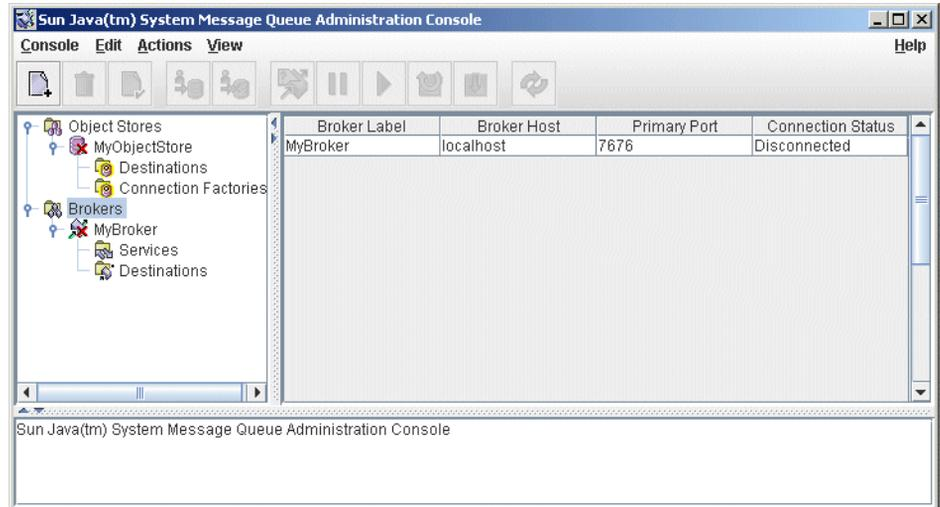 Sun Java(tm) System Message Queue Administration Console
Console Edit Actions View Help
Object Stores
MyObjectStore
Destinations
Connection Factories
Brokers
MyBroker
Services
Destinations
Broker Label Broker Host Primary Port Connection Status
MyBroker localhost 7676 Disconnected
Sun Java(tm) System Message Queue Administration Console